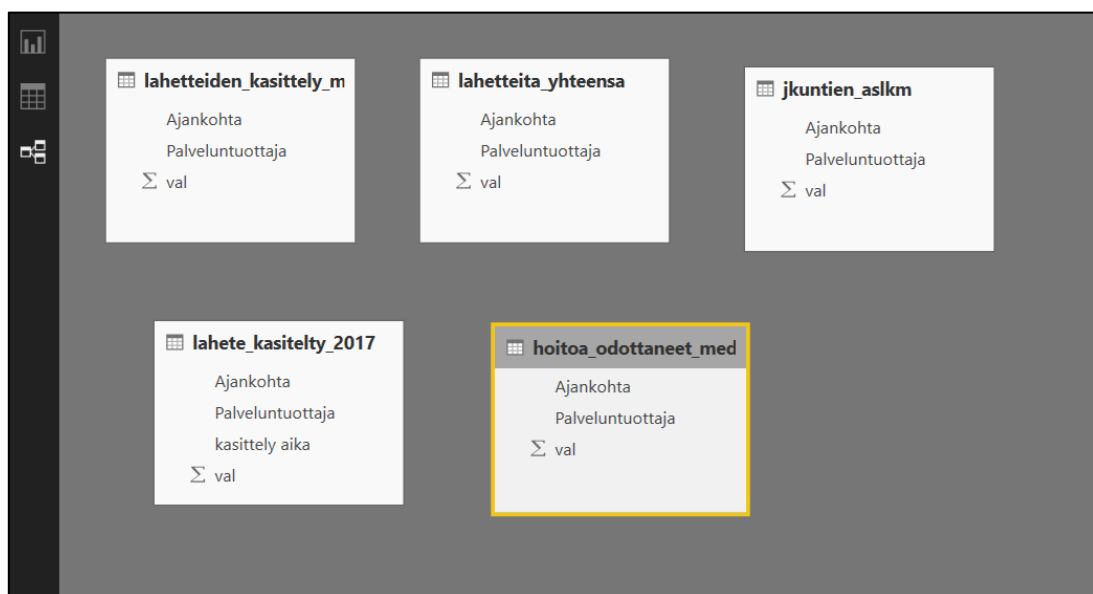 lahetteiden_kasittely_m
Ajankohta
Palveluntuottaja
Σ val
lahetteita_yhteensa
Ajankohta
Palveluntuottaja
Σ val
jkuntien_aslkm
Ajankohta
Palveluntuottaja
Σ val
lahete_kasitelty_2017
Ajankohta
Palveluntuottaja
kasittely aika
Σ val
hoitoa_odottaneet_med
Ajankohta
Palveluntuottaja
Σ val